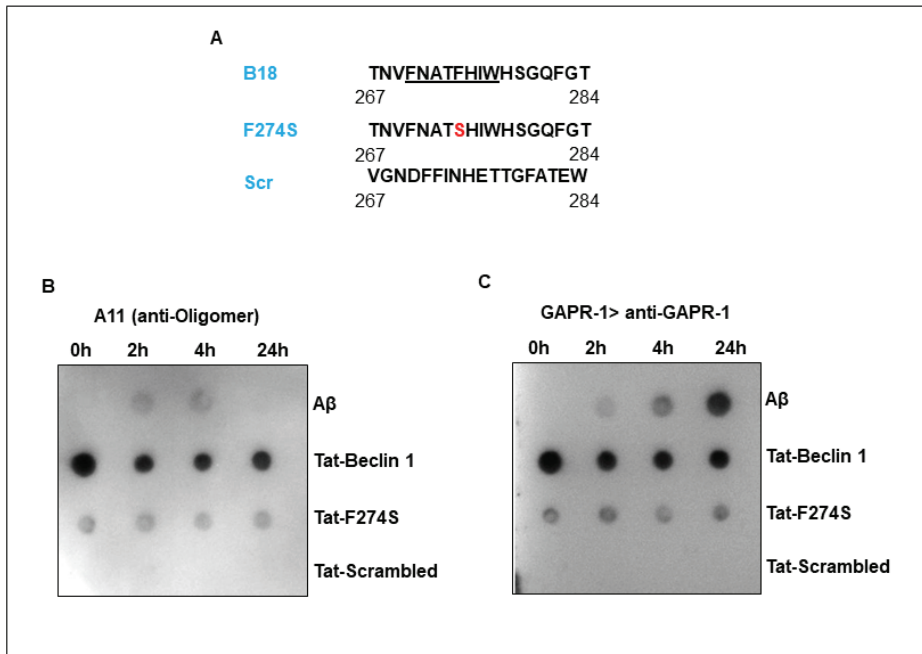 A
B18 TNVFNATFHIWHSGQFGT
267 284
F274S TNVFNATSHIWHSGQFGT
267 284
Scr VGNDFFINHETTGFATEW
267 284
B
A11 (anti-Oligomer)
0h 2h 4h 24h
Aβ
Tat-Beclin 1
Tat-F274S
Tat-Scrambled
C
GAPR-1> anti-GAPR-1
0h 2h 4h 24h
Aβ
Tat-Beclin 1
Tat-F274S
Tat-Scrambled